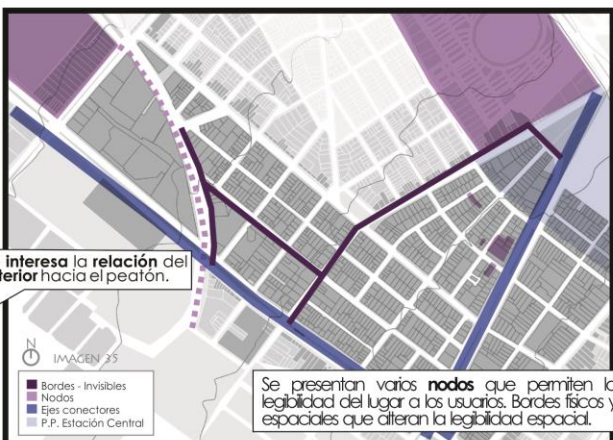 interesa la relación del
terior hacia el peatón.
N
IMAGEN 35
Bordes - Invisibles
Nodos
Ejes conectores
P.P. Estación Central
Se presentan varios nodos que permiten la
legibilidad del lugar a los usuarios. Bordes físicos y
espaciales que alteran la legibilidad espacial.